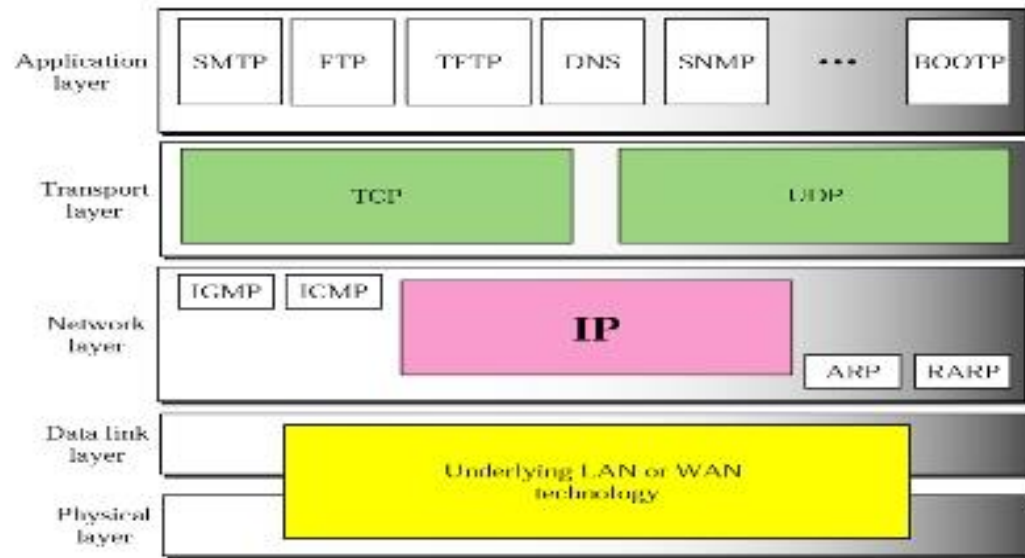 Application
layer
SMTP FTP TFTP DNS SNMP ••• BOOTP
Transport
layer
TCP UDP
Network
layer
IGMP ICMP
IP
ARP RARP
Data link
layer
Underlying LAN or WAN
technology
Physical
layer